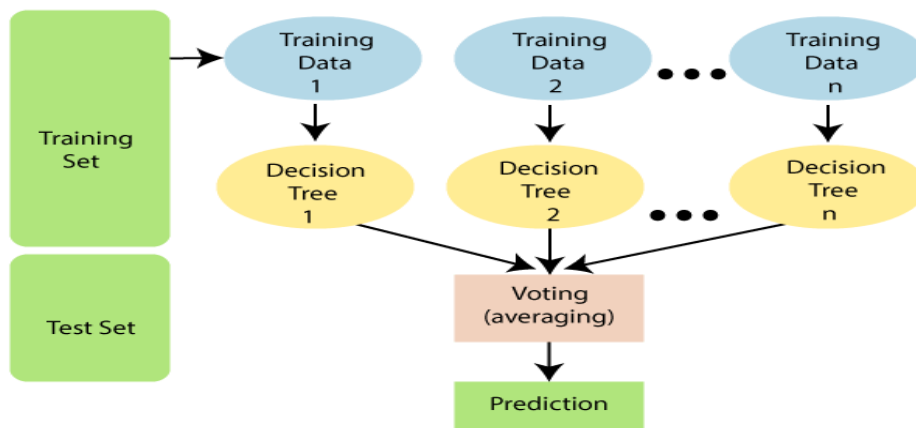 Training
Set
Test Set
Training
Data
1
Training
Data
2
Training
Data
n
Decision
Tree
1
Decision
Tree
2
Decision
Tree
n
Voting
(averaging)
Prediction